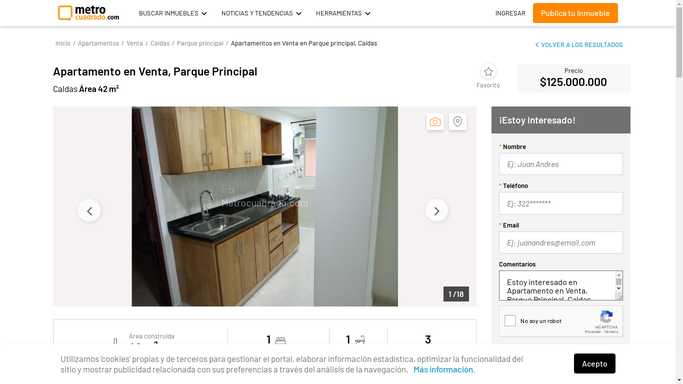 metro
cuadrado.com
BUSCAR INMUEBLES
NOTICIAS Y TENDENCIAS
HERRAMIENTAS
INGRESAR
Publica tu Inmueble
Inicio / Apartamentos / Venta / Caldas / Parque principal / Apartamentos en Venta en Parque principal, Caldas
VOLVER A LOS RESULTADOS
Apartamento en Venta, Parque Principal
Caldas Área 42 m²
Favorito
Precio
$125.000.000
Metrocuadrado.com
1 /18
¡Estoy Interesado!
* Nombre
Ej: Juan Andres
* Teléfono
Ej: 322*******
* Email
Ej: juanandres@email.com
Comentarios
Estoy interesado en
Apartamento en Venta,
Parque Principal, Caldas
No soy un robot
reCAPTCHA
Privacidad - Términos
Área construida
1
1
3
Utilizamos 'cookies' propias y de terceros para gestionar el portal, elaborar información estadística, optimizar la funcionalidad del
sitio y mostrar publicidad relacionada con sus preferencias a través del análisis de la navegación. Más información.
Acepto